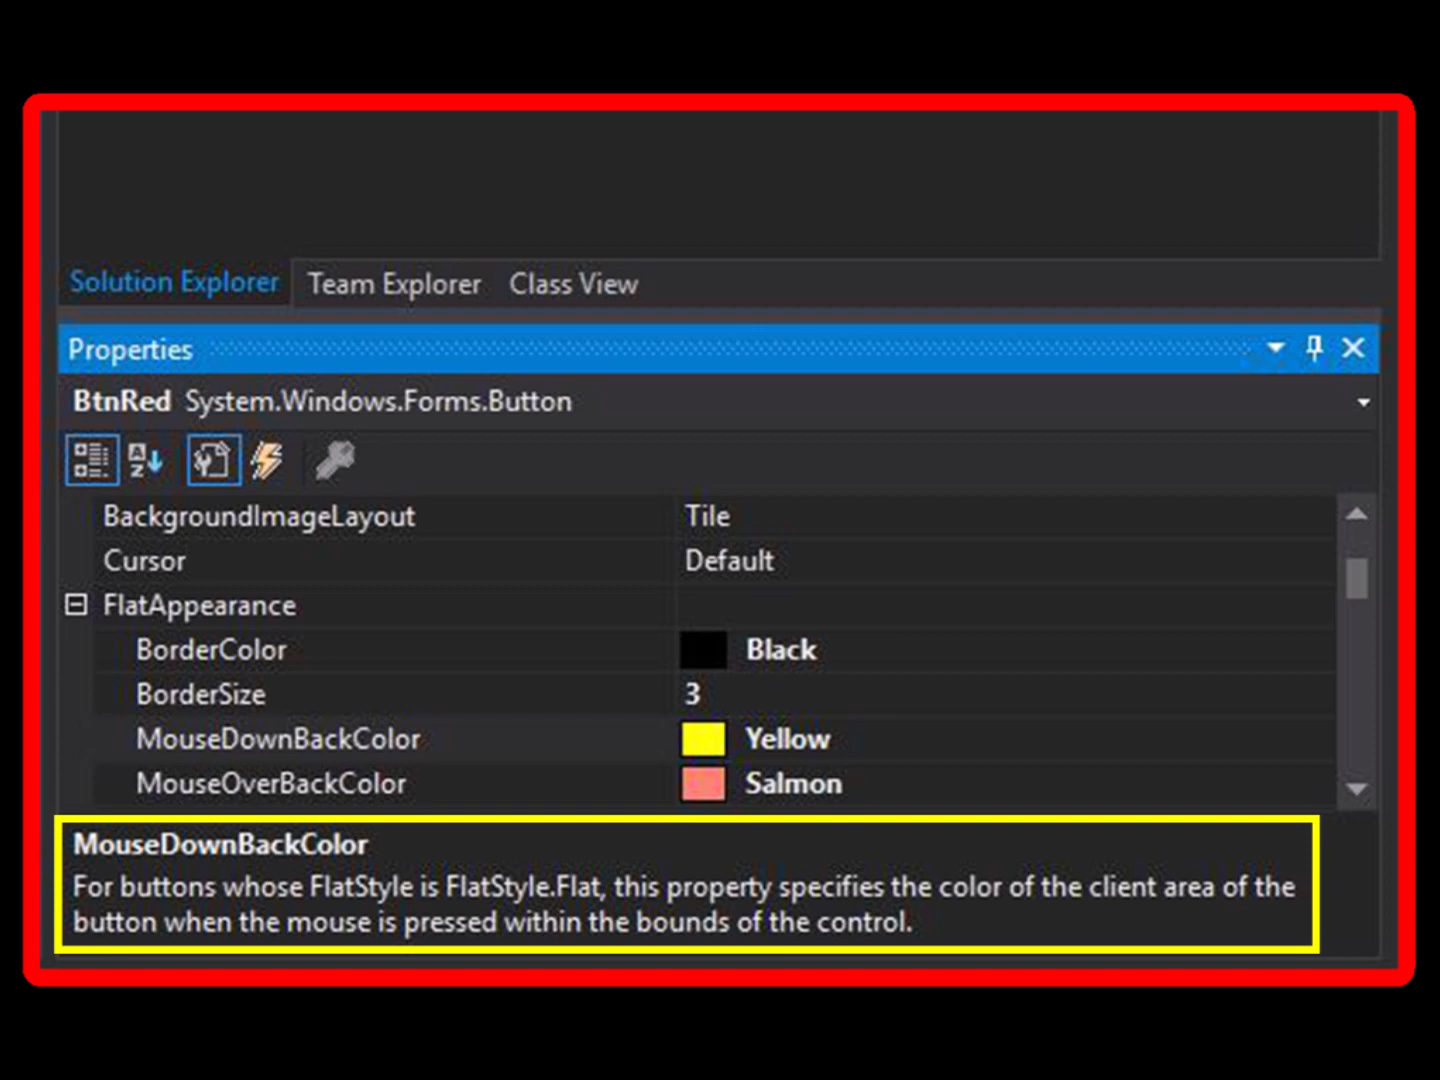 Solution Explorer Team Explorer Class View
Properties
BtnRed System.Windows.Forms.Button
BackgroundImageLayout Tile
Cursor Default
FlatAppearance
BorderColor Black
BorderSize 3
MouseDownBackColor Yellow
MouseOverBackColor Salmon
MouseDownBackColor
For buttons whose FlatStyle is FlatStyle.Flat, this property specifies the color of the client area of the
button when the mouse is pressed within the bounds of the control.